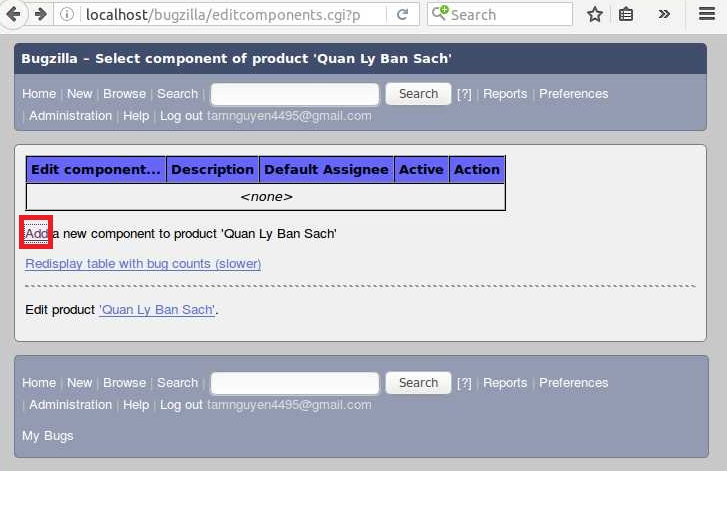 localhost/bugzilla/editcomponents.cgi?p
Search
Bugzilla – Select component of product 'Quan Ly Ban Sach'
Home | New | Browse | Search | Search [?] | Reports | Preferences
| Administration | Help | Log out tamnguyen4495@gmail.com
Edit component... Description Default Assignee Active Action
<none>
Add a new component to product 'Quan Ly Ban Sach'
Redisplay table with bug counts (slower)
Edit product 'Quan Ly Ban Sach'.
Home | New | Browse | Search | Search [?] | Reports | Preferences
| Administration | Help | Log out tamnguyen4495@gmail.com
My Bugs